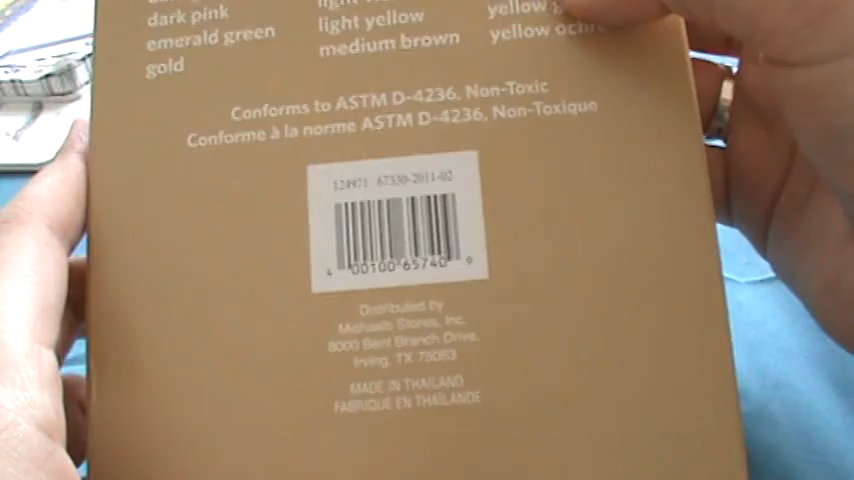 dark pink
emerald green
gold
light yellow
medium brown
yellow
yellow ochre
Conforms to ASTM D-4236, Non-Toxic
Conforme à la norme ASTM D-4236, Non-Toxique
124971 67330-2011-02
4 00100 65740 9
Distributed by
Michaels Stores, Inc.
8000 Bent Branch Drive.
Irving, TX 75063
MADE IN THAILAND
FABRIQUÉ EN THAÏLANDE